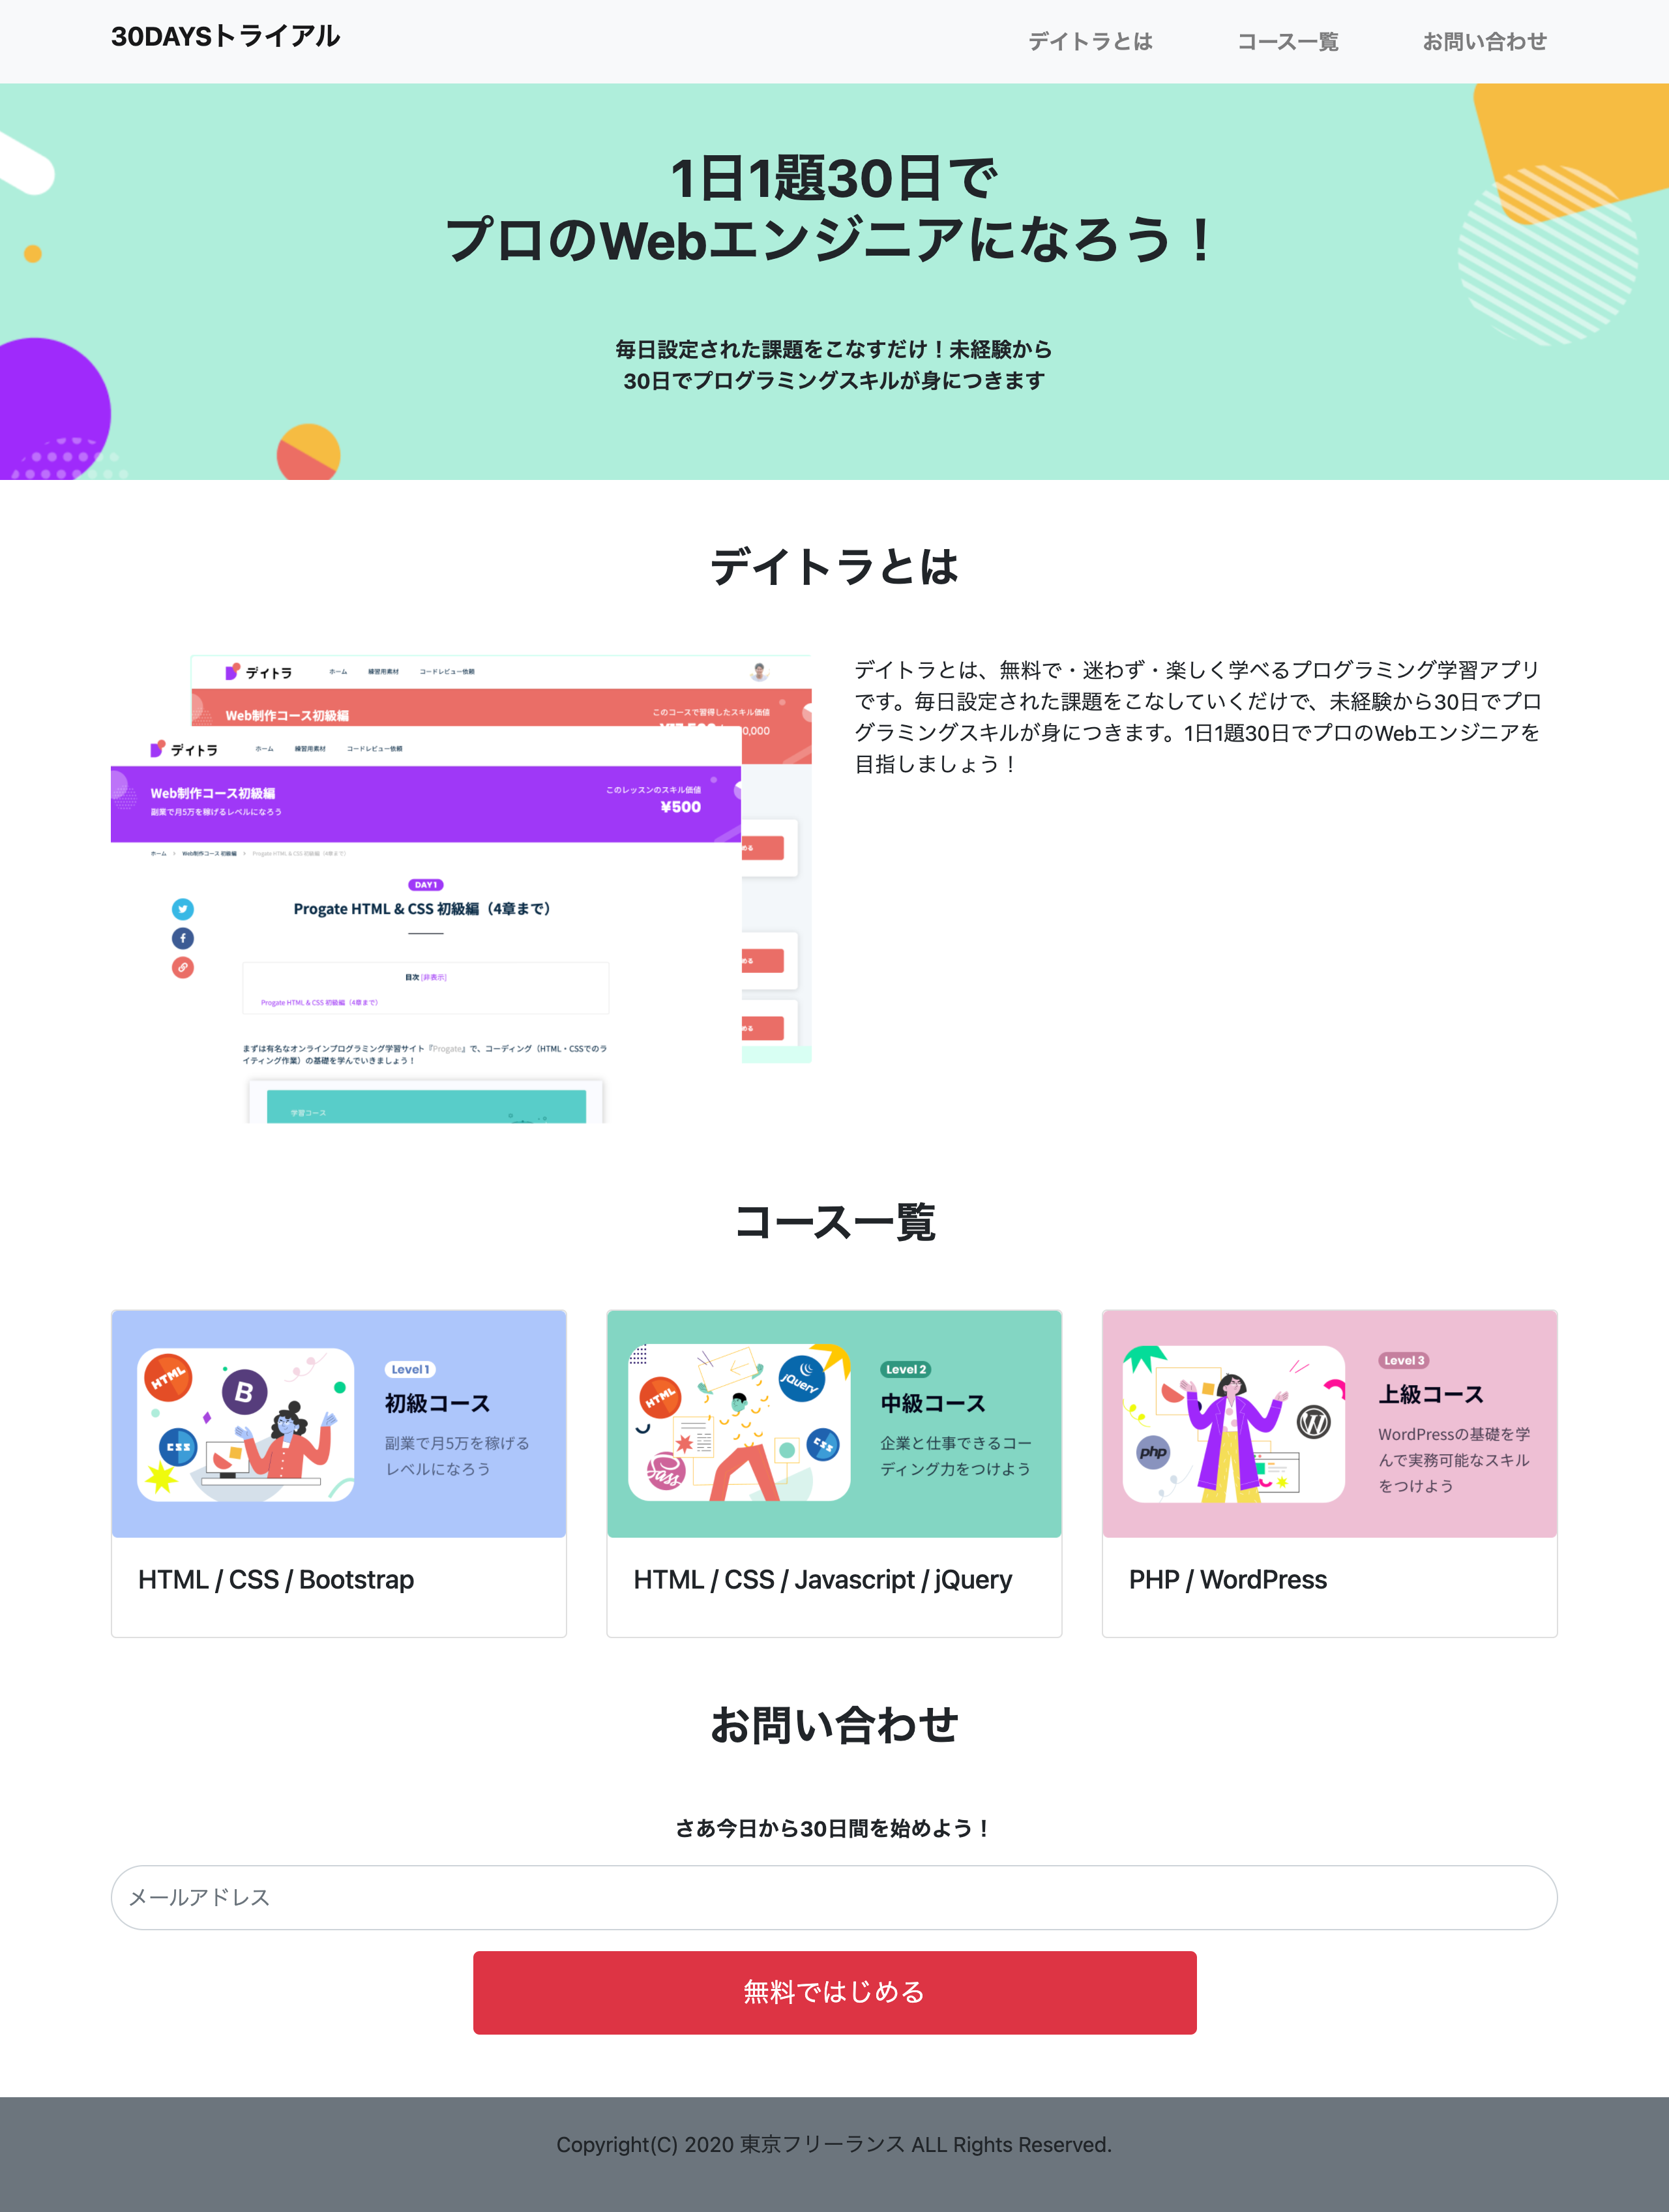 30DAYSトライアル
デイトラとは
コース一覧
お問い合わせ
1日1題30日で
プロのWebエンジニアになろう！
毎日設定された課題をこなすだけ！未経験から
30日でプログラミングスキルが身につきます
デイトラとは
デイトラ
ホーム
練習用素材
コードレビュー依頼
Web制作コース初級編
このコースで習得したスキル価値
0,000
デイトラ
ホーム
練習用素材
コードレビュー依頼
Web制作コース初級編
副業で月5万を稼げるレベルになろう
このレッスンのスキル価値
¥500
ホーム > Web制作コース 初級編 > Progate HTML & CSS 初級編（4章まで）
DAY1
Progate HTML & CSS 初級編（4章まで）
目次 [非表示]
Progate HTML & CSS 初級編（4章まで）
まずは有名なオンラインプログラミング学習サイト『Progate』で、コーディング（HTML・CSSでのラ
イティング作業）の基礎を学んでいきましょう！
学習コース
める
める
める
デイトラとは、無料で・迷わず・楽しく学べるプログラミング学習アプリ
です。毎日設定された課題をこなしていくだけで、未経験から30日でプロ
グラミングスキルが身につきます。1日1題30日でプロのWebエンジニアを
目指しましょう！
コース一覧
HTML
B
CSS
Level 1
初級コース
副業で月5万を稼げる
レベルになろう
HTML / CSS / Bootstrap
HTML
jQuery
CSS
Sass
Level 2
中級コース
企業と仕事できるコー
ディング力をつけよう
HTML / CSS / Javascript / jQuery
php
Level 3
上級コース
WordPressの基礎を学
んで実務可能なスキル
をつけよう
PHP / WordPress
お問い合わせ
さあ今日から30日間を始めよう！
メールアドレス
無料ではじめる
Copyright(C) 2020 東京フリーランス ALL Rights Reserved.